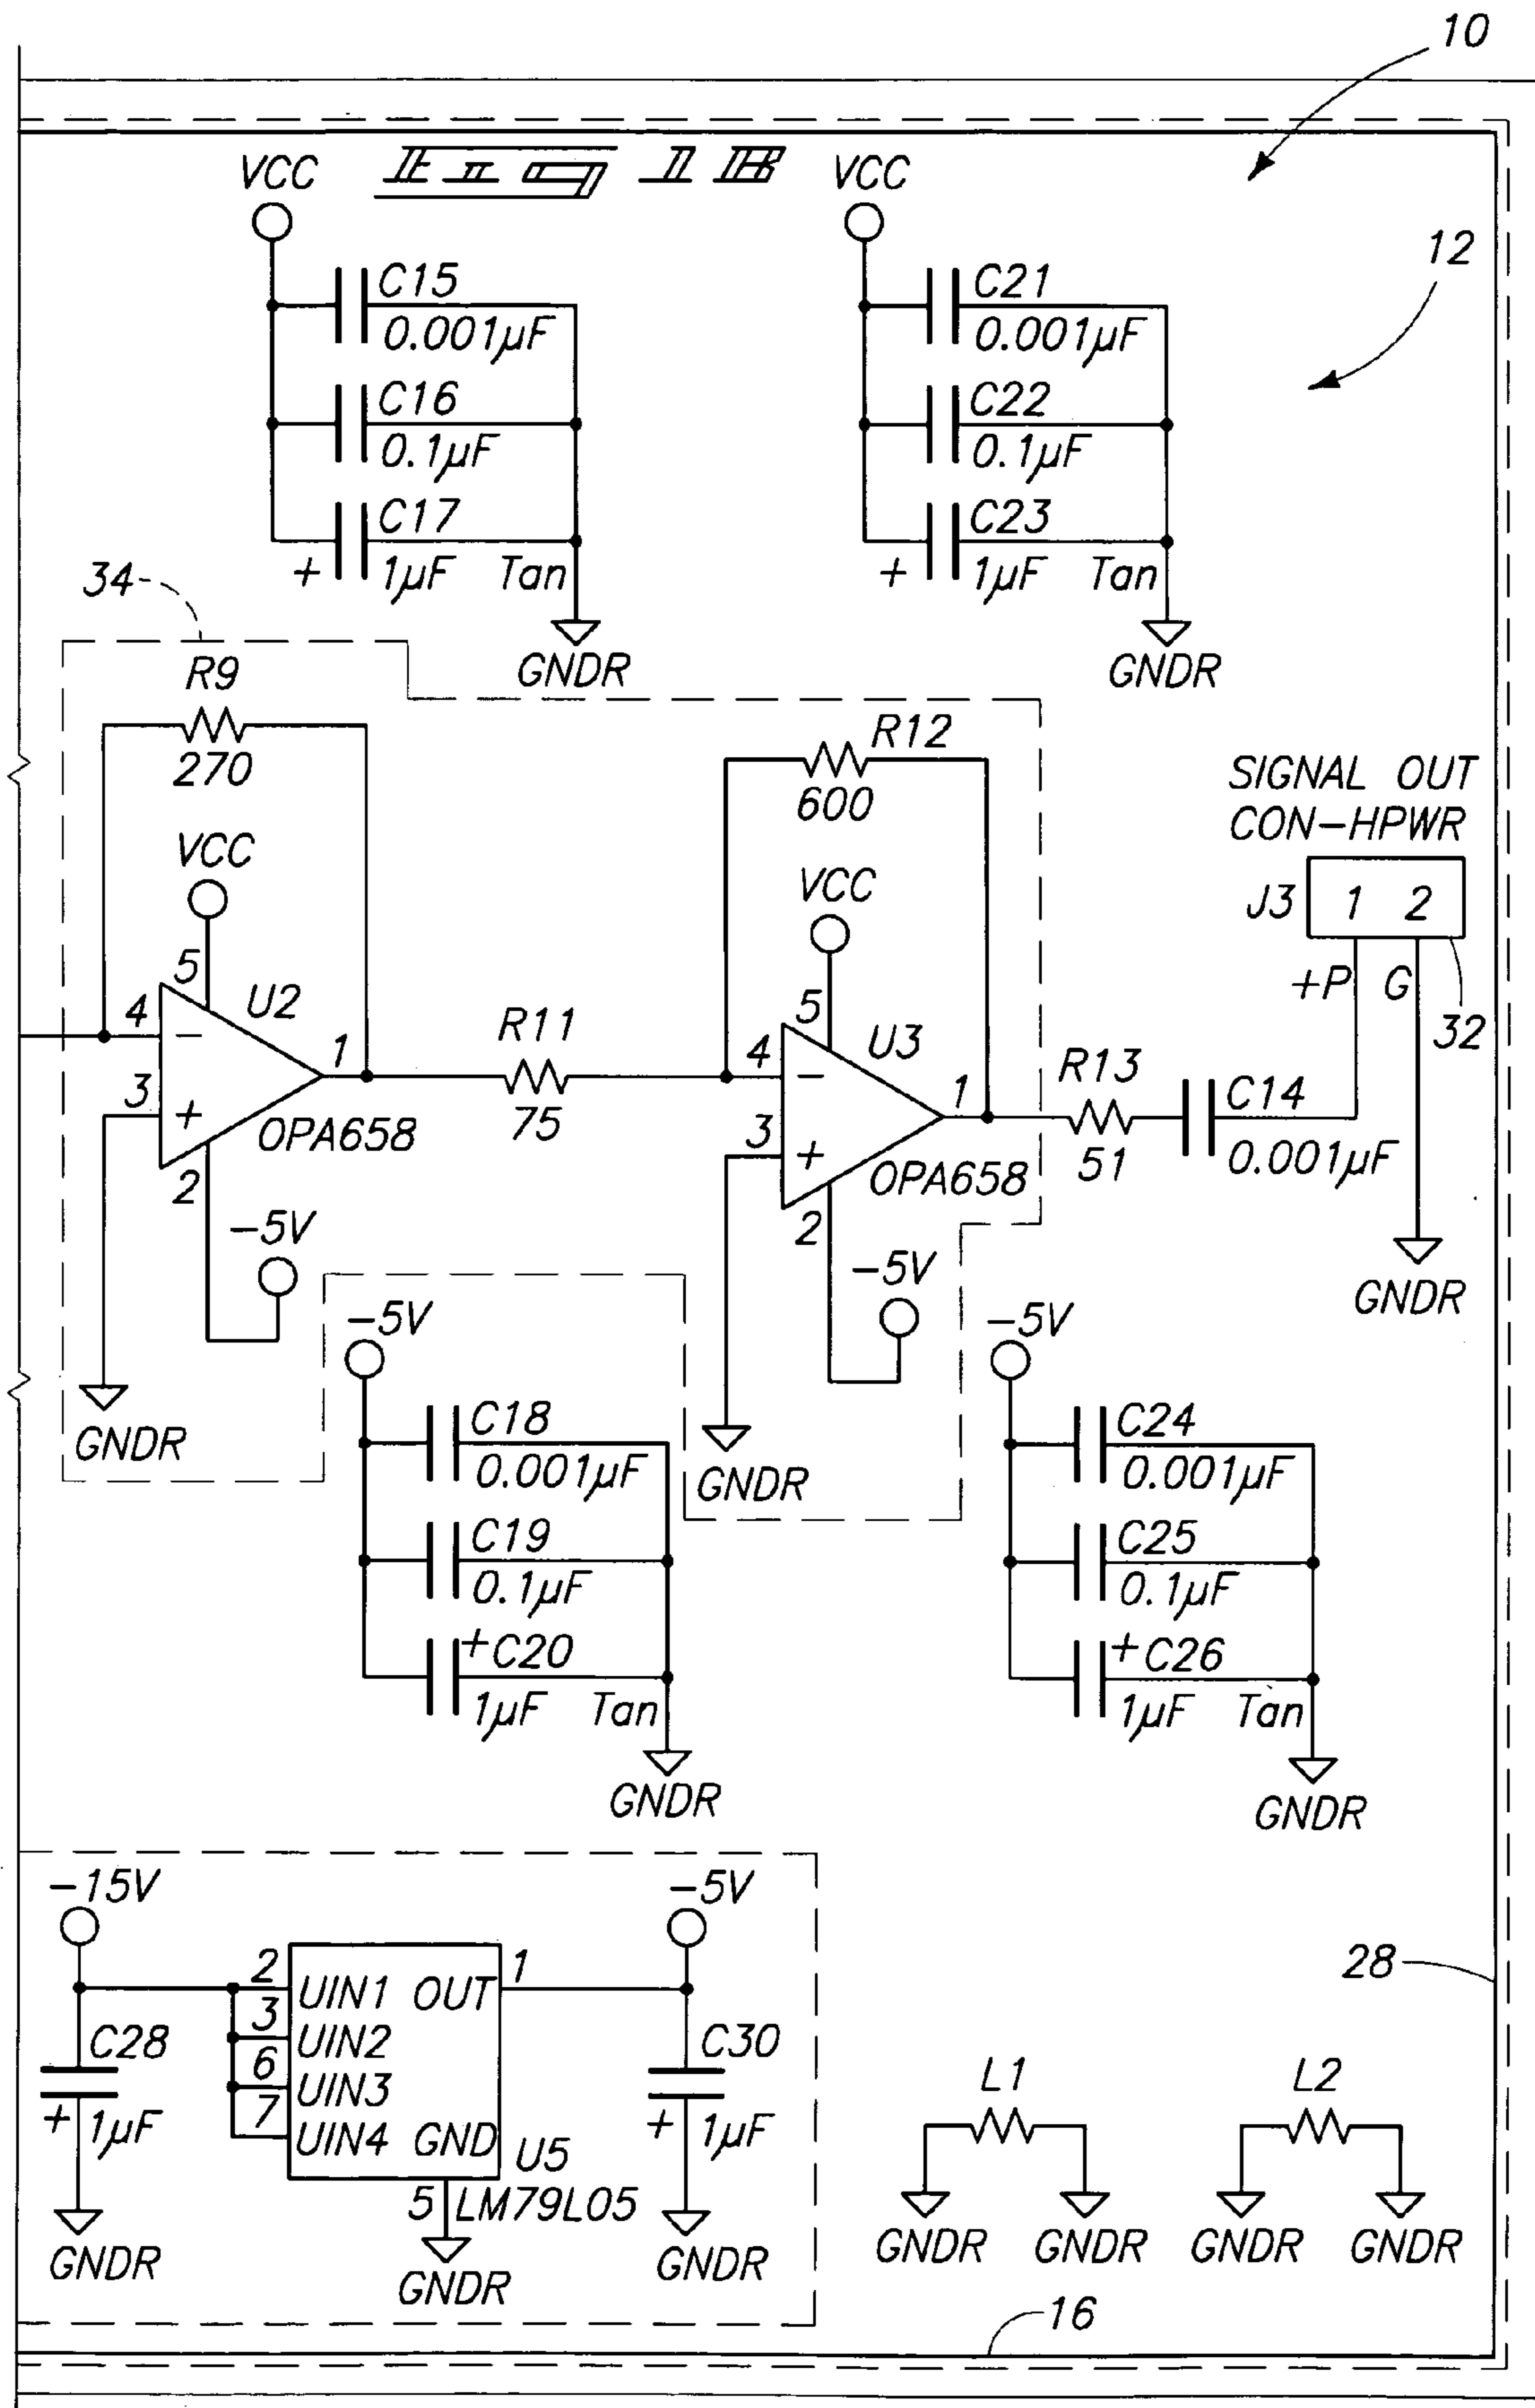 10
Fig 1B
VCC
VCC
12
C15
0.001µF
C16
0.1µF
C17
+ 1µF Tan
GNDR
C21
0.001µF
C22
0.1µF
C23
+ 1µF Tan
GNDR
34
R9
270
VCC
5
4
−
U2
1
3
+
OPA658
2
−5V
GNDR
R11
75
R12
600
VCC
5
4
−
U3
1
3
+
OPA658
2
−5V
GNDR
SIGNAL OUT
CON-HPWR
J3 1 2
+P G
32
R13
51
C14
0.001µF
GNDR
−5V
C18
0.001µF
C19
0.1µF
+C20
1µF Tan
GNDR
−5V
C24
0.001µF
C25
0.1µF
+C26
1µF Tan
GNDR
−15V
−5V
28
2 UIN1 OUT 1
3 UIN2
6 UIN3
7 UIN4 GND
U5
5 LM79L05
GNDR
C28
+ 1µF
GNDR
C30
+ 1µF
GNDR
L1
GNDR GNDR
L2
GNDR GNDR
16